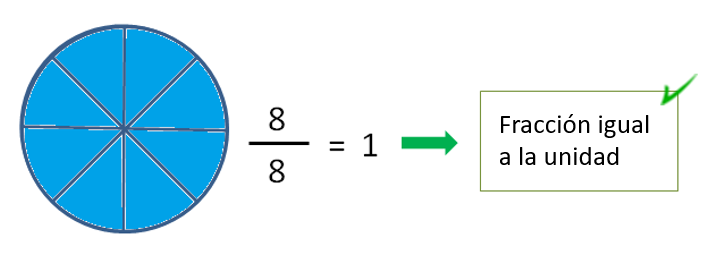 8
8
= 1
Fracción igual
a la unidad